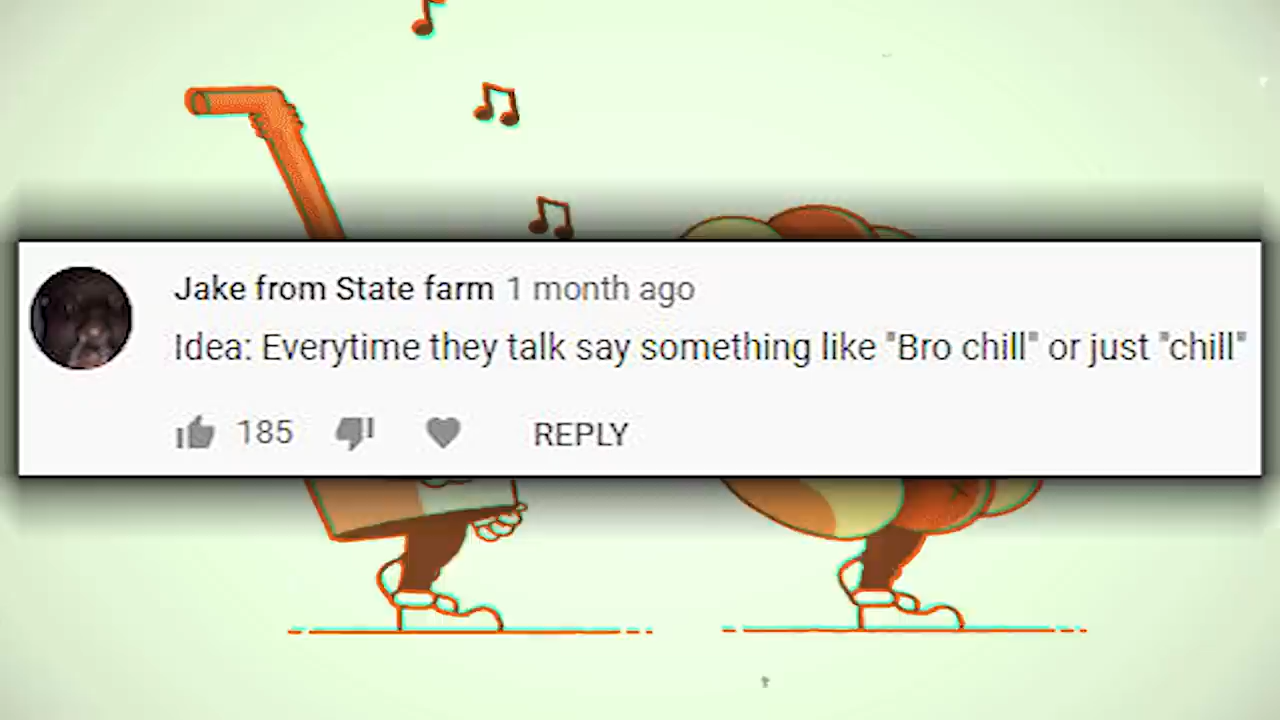 Jake from State farm 1 month ago
Idea: Everytime they talk say something like "Bro chill" or just "chill"
185 REPLY